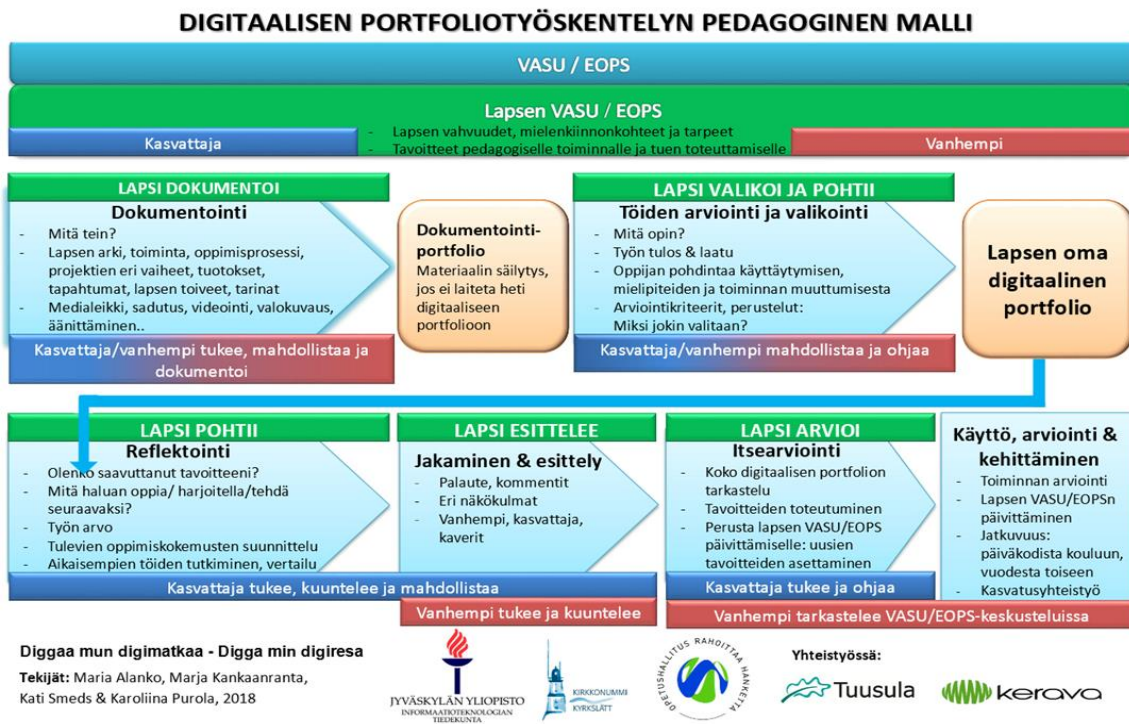 DIGITAALISEN PORTFOLIOTYÖSKENTELYN PEDAGOGINEN MALLI
VASU / EOPS
Lapsen VASU / EOPS
Kasvattaja
- Lapsen vahvuudet, mielenkiinnonkohteet ja tarpeet
- Tavoitteet pedagogiselle toiminnalle ja tuen toteuttamiselle
Vanhempi
LAPSI DOKUMENTOI
Dokumentointi
- Mitä tein?
- Lapsen arki, toiminta, oppimisprosessi,
projektien eri vaiheet, tuotokset,
tapahtumat, lapsen toiveet, tarinat
- Medialeikki, sadutus, videointi, valokuvaus,
äänittäminen..
Kasvattaja/vanhempi tukee, mahdollistaa ja
dokumentoi
Dokumentointi-
portfolio
Materiaalin säilytys,
jos ei laiteta heti
digitaaliseen
portfolioon
LAPSI VALIKOI JA POHTII
Töiden arviointi ja valikointi
- Mitä opin?
- Työn tulos & laatu
- Oppijan pohdintaa käyttäytymisen,
mielipiteiden ja toiminnan muuttumisesta
- Arviointikriteerit, perustelut:
Miksi jokin valitaan?
Kasvattaja/vanhempi mahdollistaa ja ohjaa
Lapsen oma
digitaalinen
portfolio
LAPSI POHTII
Reflektointi
- Olenko saavuttanut tavoitteeni?
- Mitä haluan oppia/ harjoitella/tehdä
seuraavaksi?
- Työn arvo
- Tulevien oppimiskokemusten suunnittelu
- Aikaisempien töiden tutkiminen, vertailu
LAPSI ESITTELEE
Jakaminen & esittely
- Palaute, kommentit
- Eri näkökulmat
- Vanhempi, kasvattaja,
kaverit
Kasvattaja tukee, kuuntelee ja mahdollistaa
Vanhempi tukee ja kuuntelee
LAPSI ARVIOI
Itsearviointi
- Koko digitaalisen portfolion
tarkastelu
- Tavoitteiden toteutuminen
- Perusta lapsen VASU/EOPS
päivittämiselle: uusien
tavoitteiden asettaminen
Kasvattaja tukee ja ohjaa
Käyttö, arviointi &
kehittäminen
- Toiminnan arviointi
- Lapsen VASU/EOPSn
päivittäminen
- Jatkuvuus:
päiväkodista kouluun,
vuodesta toiseen
- Kasvatusyhteistyö
Vanhempi tarkastelee VASU/EOPS-keskusteluissa
Diggaa mun digimatkaa - Digga min digiresa
Tekijät: Maria Alanko, Marja Kankaanranta,
Kati Smeds & Karoliina Purola, 2018
JYVÄSKYLÄN YLIOPISTO
INFORMAATIOTEKNOLOGIAN
TIEDEKUNTA
KIRKKONUMMI
KYRKSLÄTT
OPETUSHALLITUS RAHOITTAA HANKETTA
Yhteistyössä:
Tuusula
kerava